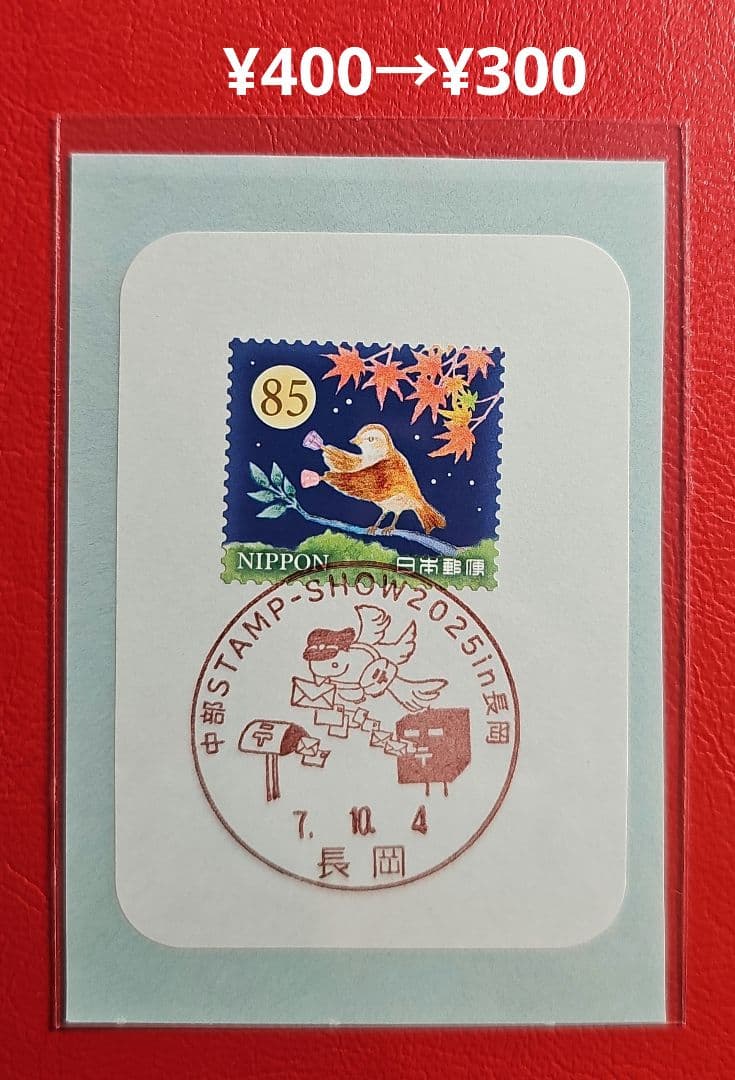 ¥400→¥300
85
NIPPON 日本郵便
中部STAMP-SHOW2025in長岡
7. 10. 4
長岡